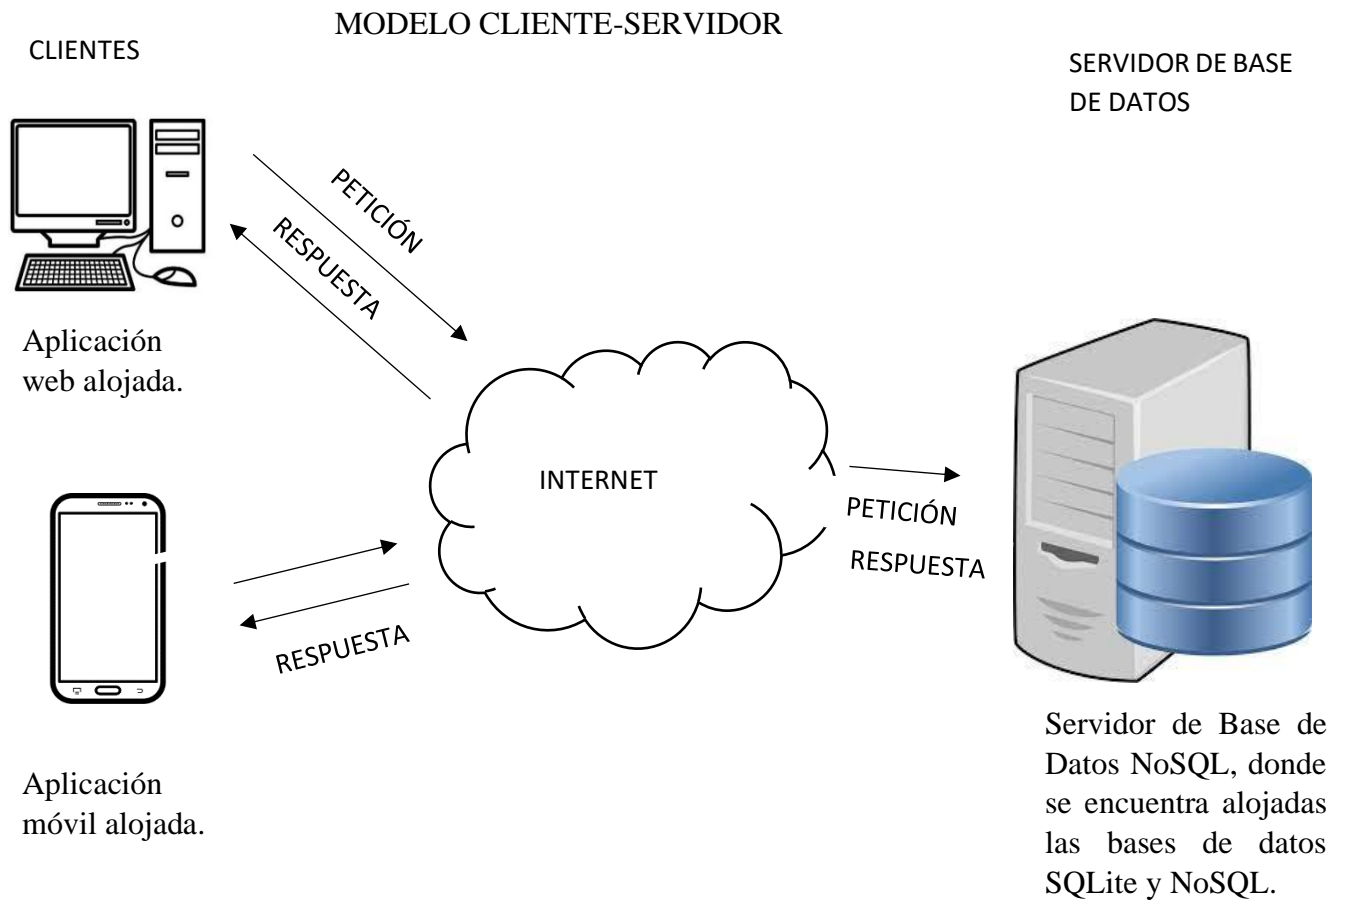 MODELO CLIENTE-SERVIDOR
CLIENTES
SERVIDOR DE BASE
DE DATOS
PETICIÓN
RESPUESTA
Aplicación
web alojada.
INTERNET
PETICIÓN
RESPUESTA
RESPUESTA
Aplicación
móvil alojada.
Servidor de Base de
Datos NoSQL, donde
se encuentra alojadas
las bases de datos
SQLite y NoSQL.